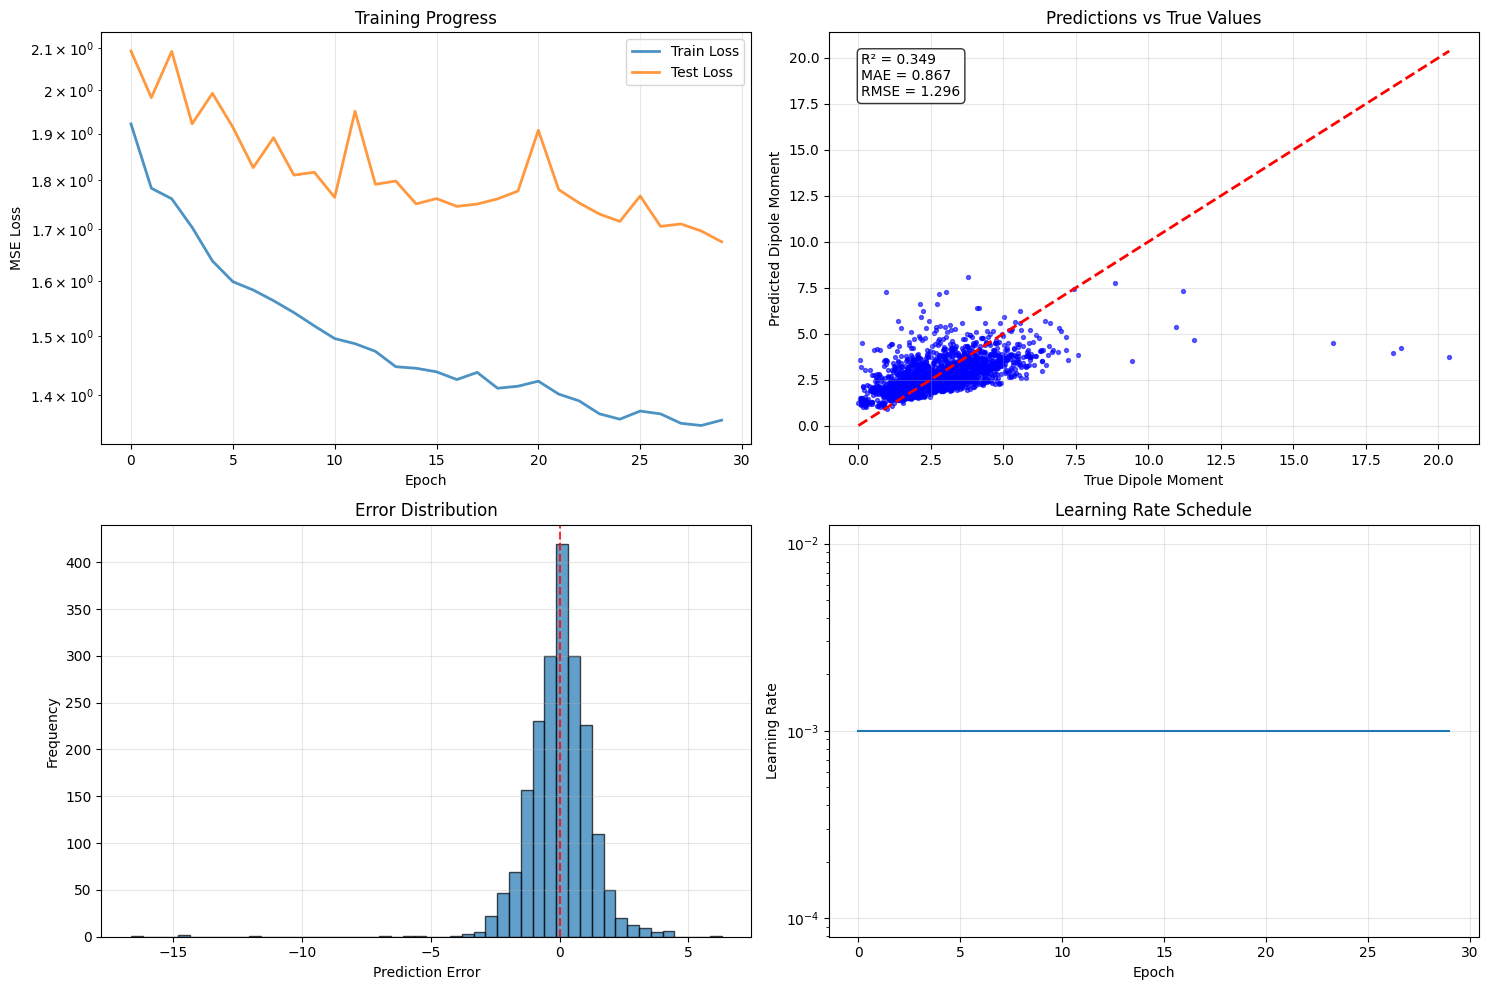 Training Progress
2.1 × 10⁰
2 × 10⁰
1.9 × 10⁰
1.8 × 10⁰
1.7 × 10⁰
1.6 × 10⁰
1.5 × 10⁰
1.4 × 10⁰
MSE Loss
Train Loss
Test Loss
0 5 10 15 20 25 30
Epoch
Predictions vs True Values
R² = 0.349
MAE = 0.867
RMSE = 1.296
20.0
17.5
15.0
12.5
10.0
7.5
5.0
2.5
0.0
Predicted Dipole Moment
0.0 2.5 5.0 7.5 10.0 12.5 15.0 17.5 20.0
True Dipole Moment
Error Distribution
400
350
300
250
200
150
100
50
0
Frequency
−15 −10 −5 0 5
Prediction Error
Learning Rate Schedule
10⁻²
10⁻³
10⁻⁴
Learning Rate
0 5 10 15 20 25 30
Epoch